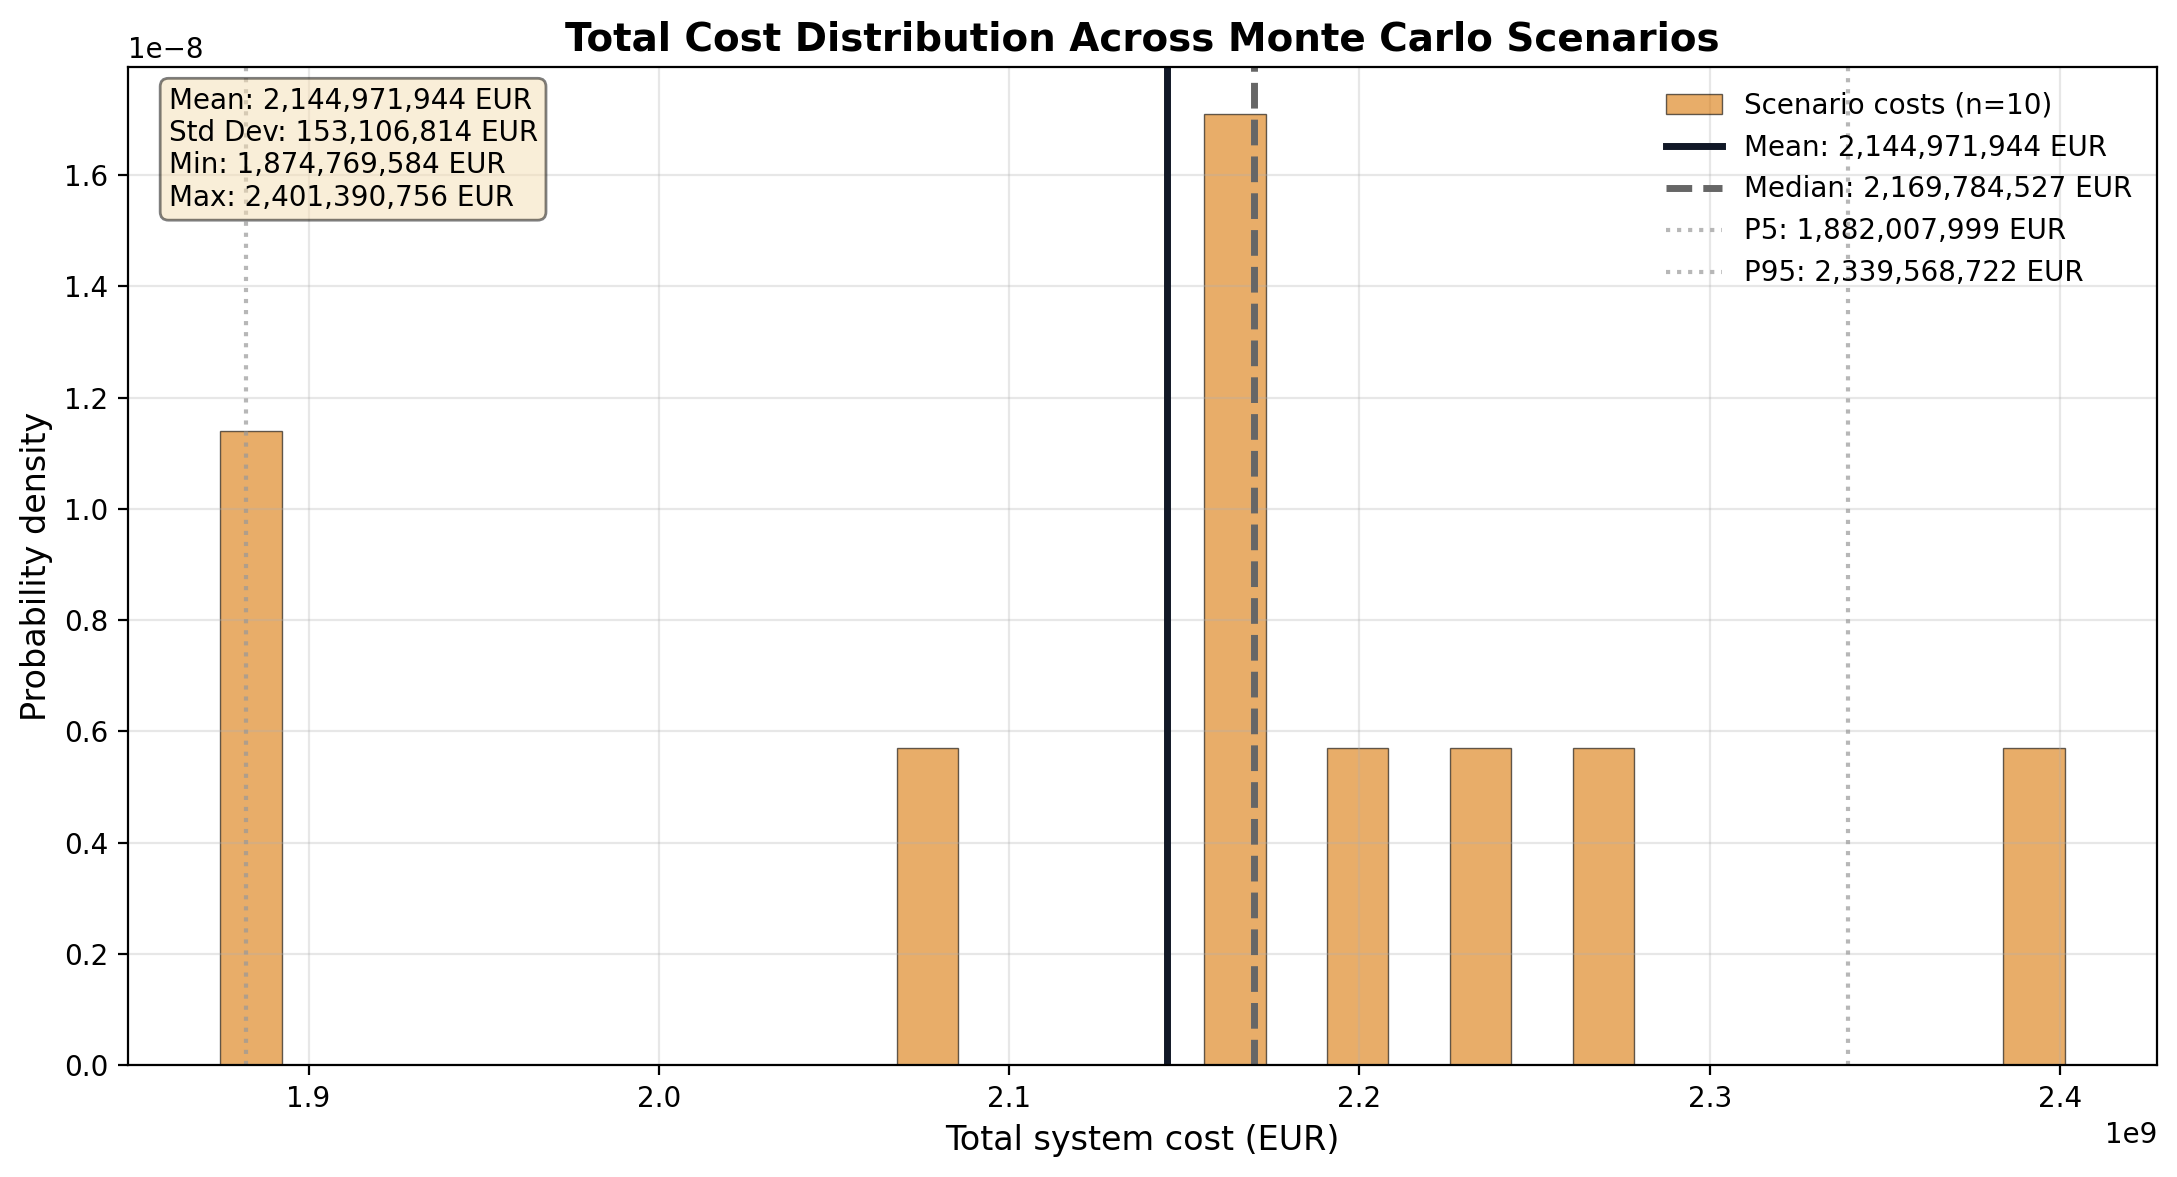 Total Cost Distribution Across Monte Carlo Scenarios
1e−8
Mean: 2,144,971,944 EUR
Std Dev: 153,106,814 EUR
Min: 1,874,769,584 EUR
Max: 2,401,390,756 EUR
Scenario costs (n=10)
Mean: 2,144,971,944 EUR
Median: 2,169,784,527 EUR
P5: 1,882,007,999 EUR
P95: 2,339,568,722 EUR
Probability density
1.6
1.4
1.2
1.0
0.8
0.6
0.4
0.2
0.0
1.9 2.0 2.1 2.2 2.3 2.4
1e9
Total system cost (EUR)